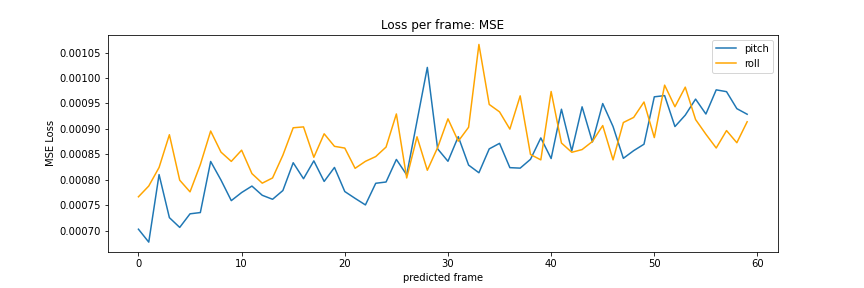 Loss per frame: MSE
pitch
roll
MSE Loss
0.00105
0.00100
0.00095
0.00090
0.00085
0.00080
0.00075
0.00070
0 10 20 30 40 50 60
predicted frame